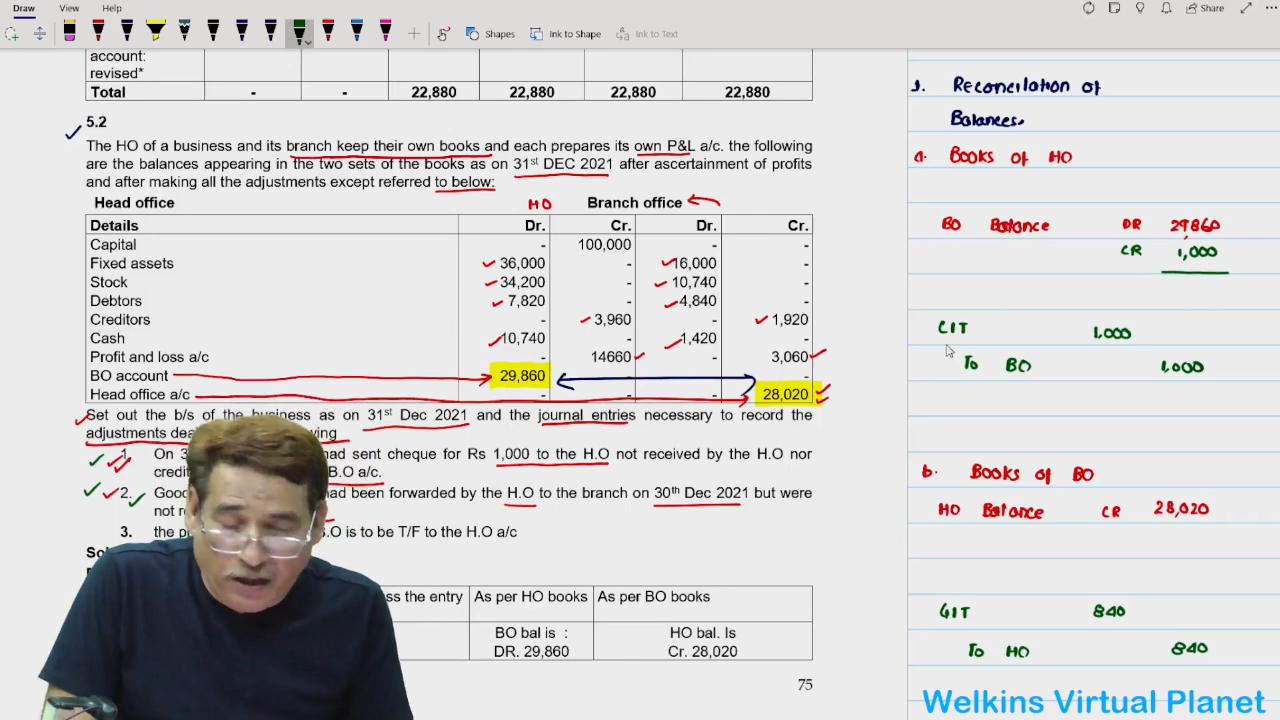 Draw View Help
Shapes Ink to Shape Ink to Text Share
account:
revised*
Total - - 22,880 22,880 22,880 22,880
5.2
The HO of a business and its branch keep their own books and each prepares its own P&L a/c. the following
are the balances appearing in the two sets of the books as on 31st DEC 2021 after ascertainment of profits
and after making all the adjustments except referred to below:
Head office HO Branch office
Details Dr. Cr. Dr. Cr.
Capital - 100,000 - -
Fixed assets 36,000 - 16,000 -
Stock 34,200 - 10,740 -
Debtors 7,820 - 4,840 -
Creditors - 3,960 - 1,920
Cash 10,740 - 1,420 -
Profit and loss a/c - 14660 - 3,060
BO account 29,860 - - -
Head office a/c - - - 28,020
Set out the b/s of the business as on 31st Dec 2021 and the journal entries necessary to record the
adjustments
1. On had sent cheque for Rs 1,000 to the H.O not received by the H.O nor
B.O a/c.
2. had been forwarded by the H.O to the branch on 30th Dec 2021 but were
3. the B.O is to be T/F to the H.O a/c
the entry As per HO books As per BO books
BO bal is : HO bal. Is
DR. 29,860 Cr. 28,020
75
1. Reconcilation of
Balances.
a. Books of HO
BO Balance DR 29860
CR 1,000
CIT 1,000
To BO 1,000
b. Books of BO
HO Balance CR 28,020
GIT 840
To HO 840
Welkins Virtual Planet